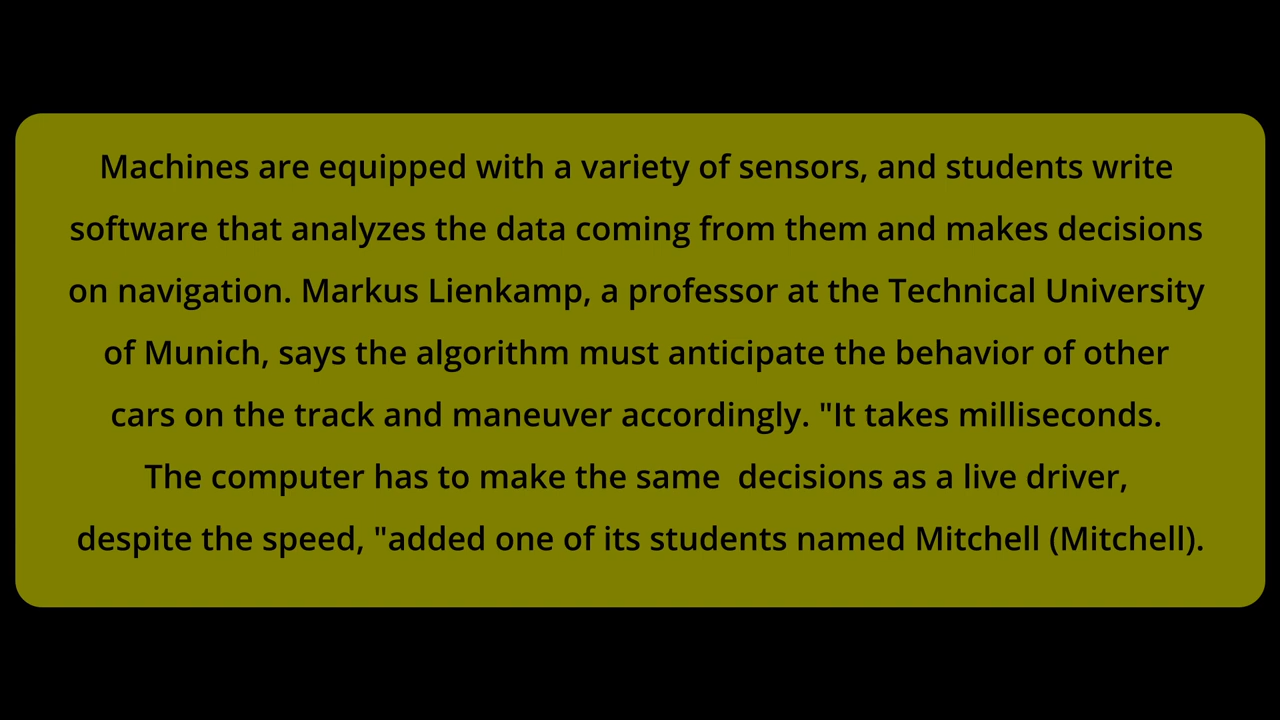 Machines are equipped with a variety of sensors, and students write
software that analyzes the data coming from them and makes decisions
on navigation. Markus Lienkamp, a professor at the Technical University
of Munich, says the algorithm must anticipate the behavior of other
cars on the track and maneuver accordingly. "It takes milliseconds.
The computer has to make the same  decisions as a live driver,
despite the speed, "added one of its students named Mitchell (Mitchell).